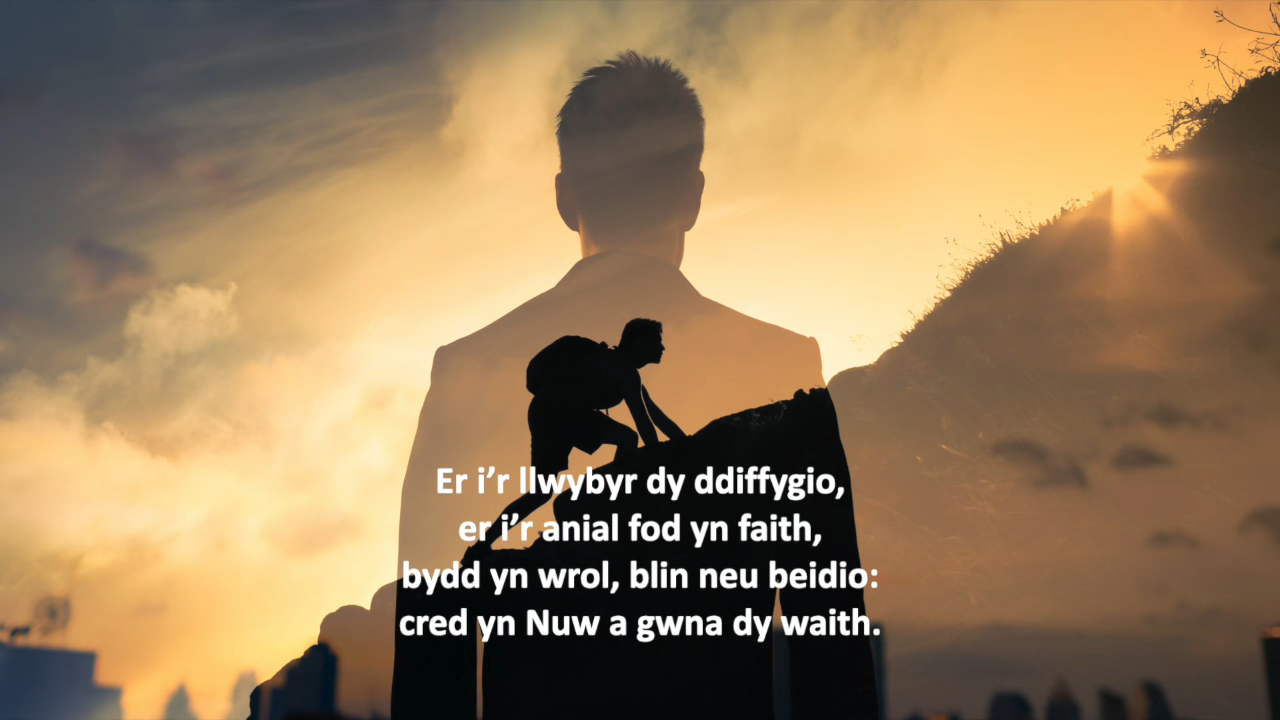 Er i’r llwybyr dy ddiffygio,
er i’r anial fod yn faith,
bydd yn wrol, blin neu beidio:
cred yn Nuw a gwna dy waith.